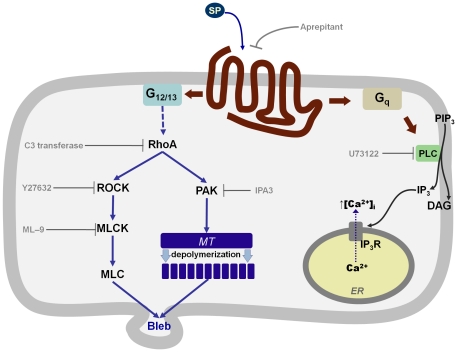 SP
Aprepitant
G12/13
Gq
PIP3
C3 transferase
RhoA
U73122
PLC
Y27632
ROCK
PAK
IPA3
IP3
DAG
↑[Ca²⁺]i
ML–9
MLCK
MT
IP3R
depolymerization
Ca²⁺
MLC
ER
Bleb